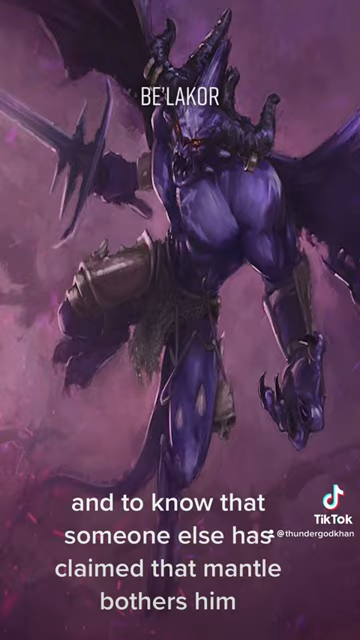 BE'LAKOR
and to know that
someone else has
claimed that mantle
bothers him
TikTok
@thundergodkhan